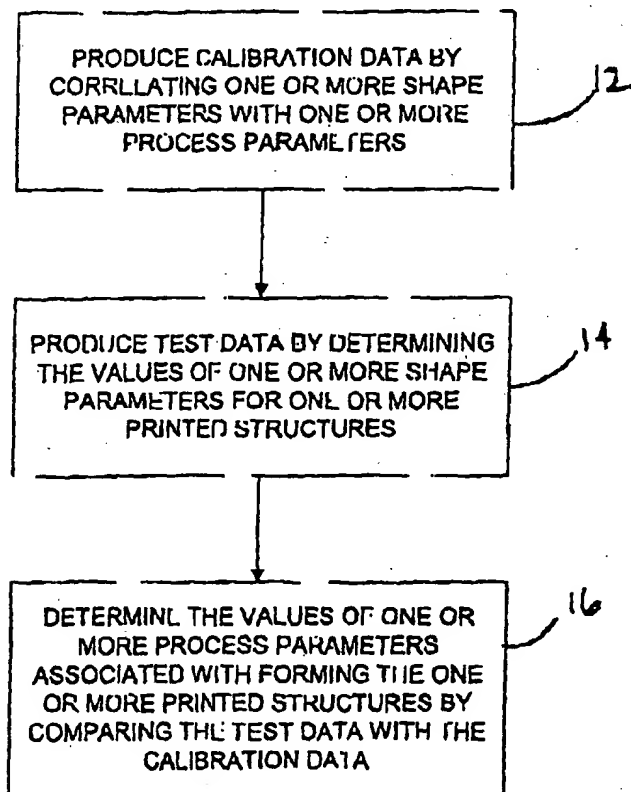 PRODUCE CALIBRATION DATA BY
CORRELATING ONE OR MORE SHAPE
PARAMETERS WITH ONE OR MORE
PROCESS PARAMETERS
12
PRODUCE TEST DATA BY DETERMINING
THE VALUES OF ONE OR MORE SHAPE
PARAMETERS FOR ONE OR MORE
PRINTED STRUCTURES
14
DETERMINE THE VALUES OF ONE OR
MORE PROCESS PARAMETERS
ASSOCIATED WITH FORMING THE ONE
OR MORE PRINTED STRUCTURES BY
COMPARING THE TEST DATA WITH THE
CALIBRATION DATA
16